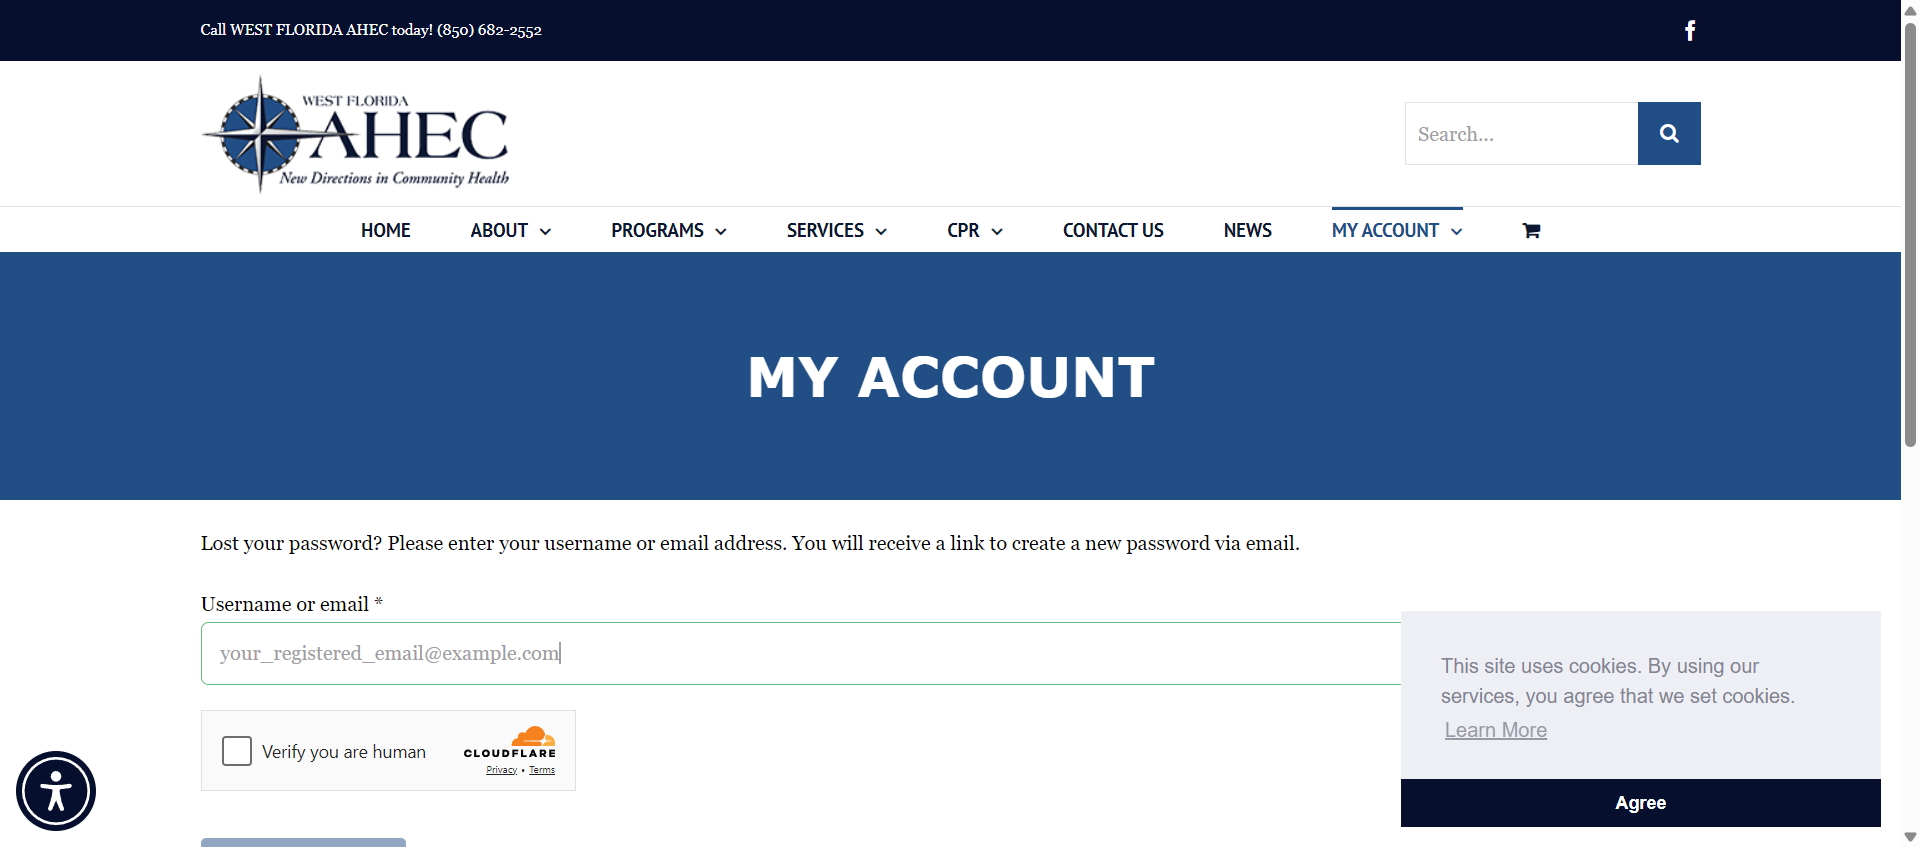 Call WEST FLORIDA AHEC today! (850) 682-2552
WEST FLORIDA
AHEC
New Directions in Community Health
Search...
HOME ABOUT PROGRAMS SERVICES CPR CONTACT US NEWS MY ACCOUNT
MY ACCOUNT
Lost your password? Please enter your username or email address. You will receive a link to create a new password via email.
Username or email *
your_registered_email@example.com
Verify you are human
CLOUDFLARE
Privacy • Terms
This site uses cookies. By using our
services, you agree that we set cookies.
Learn More
Agree